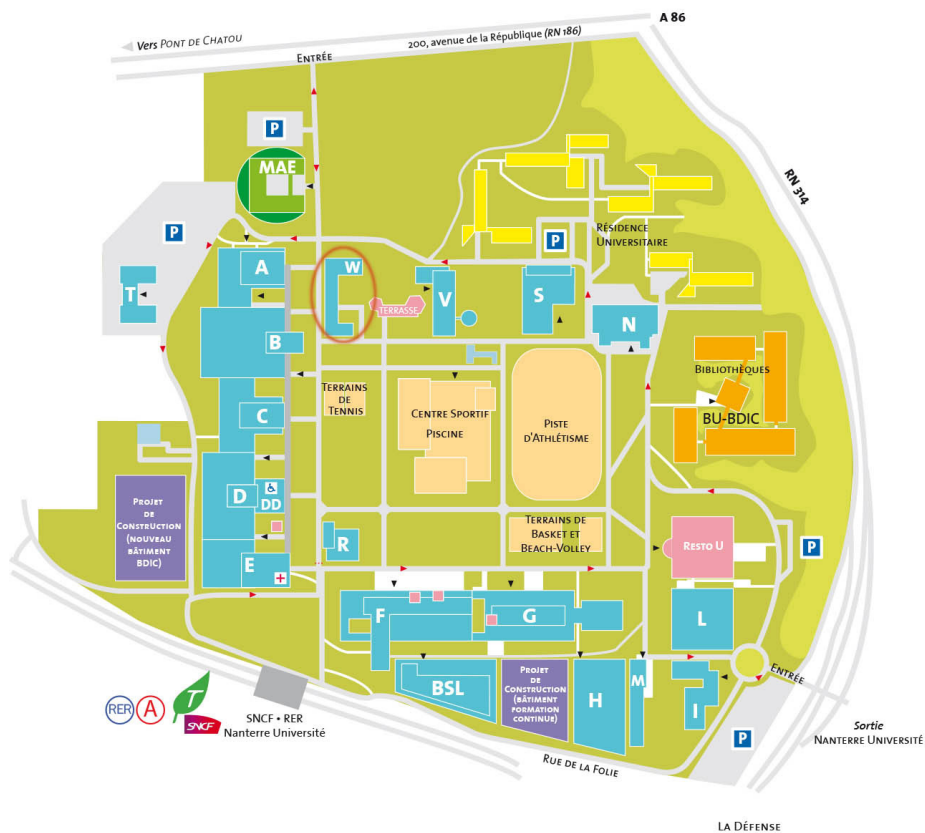 A 86
Vers PONT DE CHATOU
200, avenue de la République (RN 186)
ENTRÉE
P
MAE
RN 314
P
P
RÉSIDENCE
UNIVERSITAIRE
A
W
T
TERRASSE
V
S
N
B
BIBLIOTHÈQUES
BU-BDIC
TERRAINS
DE
TENNIS
CENTRE SPORTIF
PISCINE
PISTE
D'ATHLÉTISME
C
D
DD
PROJET
DE
CONSTRUCTION
(NOUVEAU
BÂTIMENT
BDIC)
TERRAINS DE
BASKET ET
BEACH-VOLLEY
R
RESTO U
P
E
F
G
L
BSL
PROJET
DE
CONSTRUCTION
(BÂTIMENT
FORMATION
CONTINUE)
H
M
I
ENTRÉE
RER
A
T
SNCF
SNCF • RER
Nanterre Université
P
Sortie
NANTERRE UNIVERSITÉ
RUE DE LA FOLIE
LA DÉFENSE